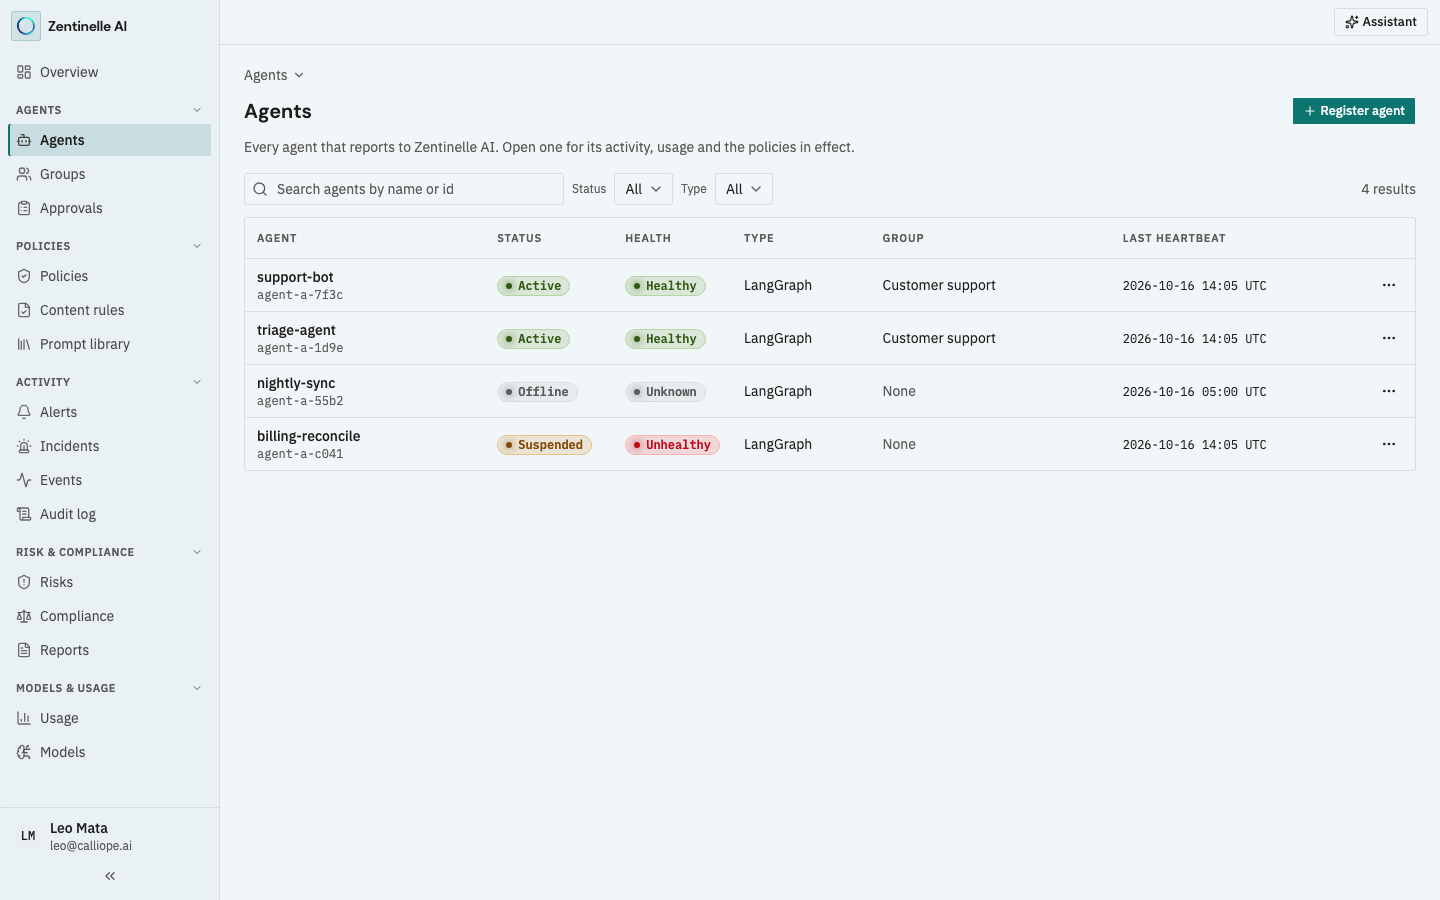 Zentinelle AI
Assistant
Overview
AGENTS
Agents
Groups
Approvals
POLICIES
Policies
Content rules
Prompt library
ACTIVITY
Alerts
Incidents
Events
Audit log
RISK & COMPLIANCE
Risks
Compliance
Reports
MODELS & USAGE
Usage
Models
LM
Leo Mata
leo@calliope.ai
Agents
Agents
Register agent
Every agent that reports to Zentinelle AI. Open one for its activity, usage and the policies in effect.
Search agents by name or id Status All Type All 4 results
AGENT STATUS HEALTH TYPE GROUP LAST HEARTBEAT
support-bot
agent-a-7f3c
Active Healthy LangGraph Customer support 2026-10-16 14:05 UTC
triage-agent
agent-a-1d9e
Active Healthy LangGraph Customer support 2026-10-16 14:05 UTC
nightly-sync
agent-a-55b2
Offline Unknown LangGraph None 2026-10-16 05:00 UTC
billing-reconcile
agent-a-c041
Suspended Unhealthy LangGraph None 2026-10-16 14:05 UTC